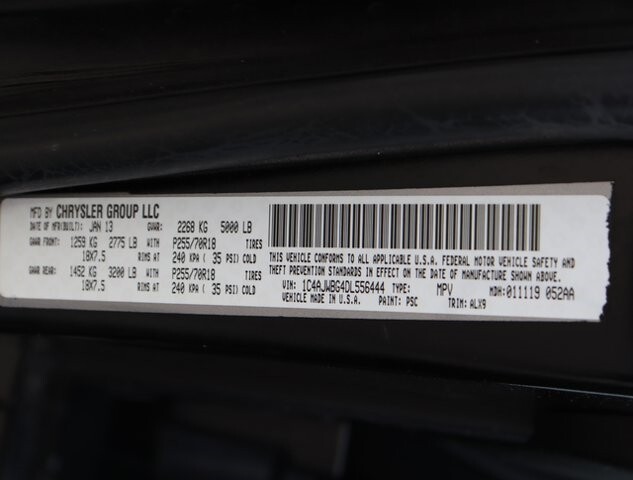 MFD BY CHRYSLER GROUP LLC
DATE OF MFR(BUILT): JAN 13 GVWR: 2268 KG 5000 LB
GAWR FRONT: 1259 KG 2775 LB WITH P255/70R18 TIRES
18X7.5 RIMS AT 240 KPA ( 35 PSI) COLD
GAWR REAR: 1452 KG 3200 LB WITH P255/70R18 TIRES
18X7.5 RIMS AT 240 KPA ( 35 PSI) COLD
THIS VEHICLE CONFORMS TO ALL APPLICABLE U.S.A. FEDERAL MOTOR VEHICLE SAFETY AND
THEFT PREVENTION STANDARDS IN EFFECT ON THE DATE OF MANUFACTURE SHOWN ABOVE.
VIN: 1C4AJWBG4DL556444 TYPE: MPV MDH: 011119 052AA
VEHICLE MADE IN U.S.A. PAINT: PSC TRIM: ALX9